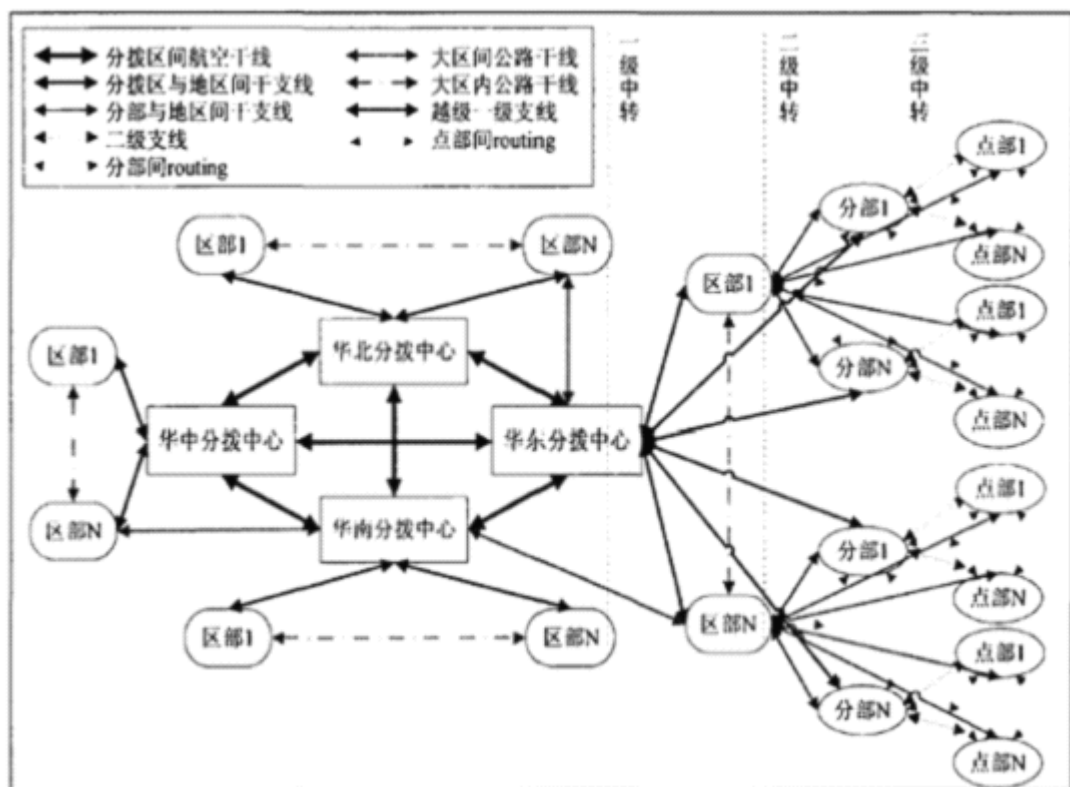 分拨区间航空干线
分拨区与地区间干支线
分部与地区间干支线
二级支线
分部间routing
大区间公路干线
大区内公路干线
越级一级支线
点部间routing
一级中转
二级中转
三级中转
区部1
区部N
区部1
区部N
区部1
区部N
华北分拨中心
华中分拨中心
华东分拨中心
华南分拨中心
区部1
区部N
分部1
分部N
分部1
分部N
点部1
点部N
点部1
点部N
点部1
点部N
点部1
点部N